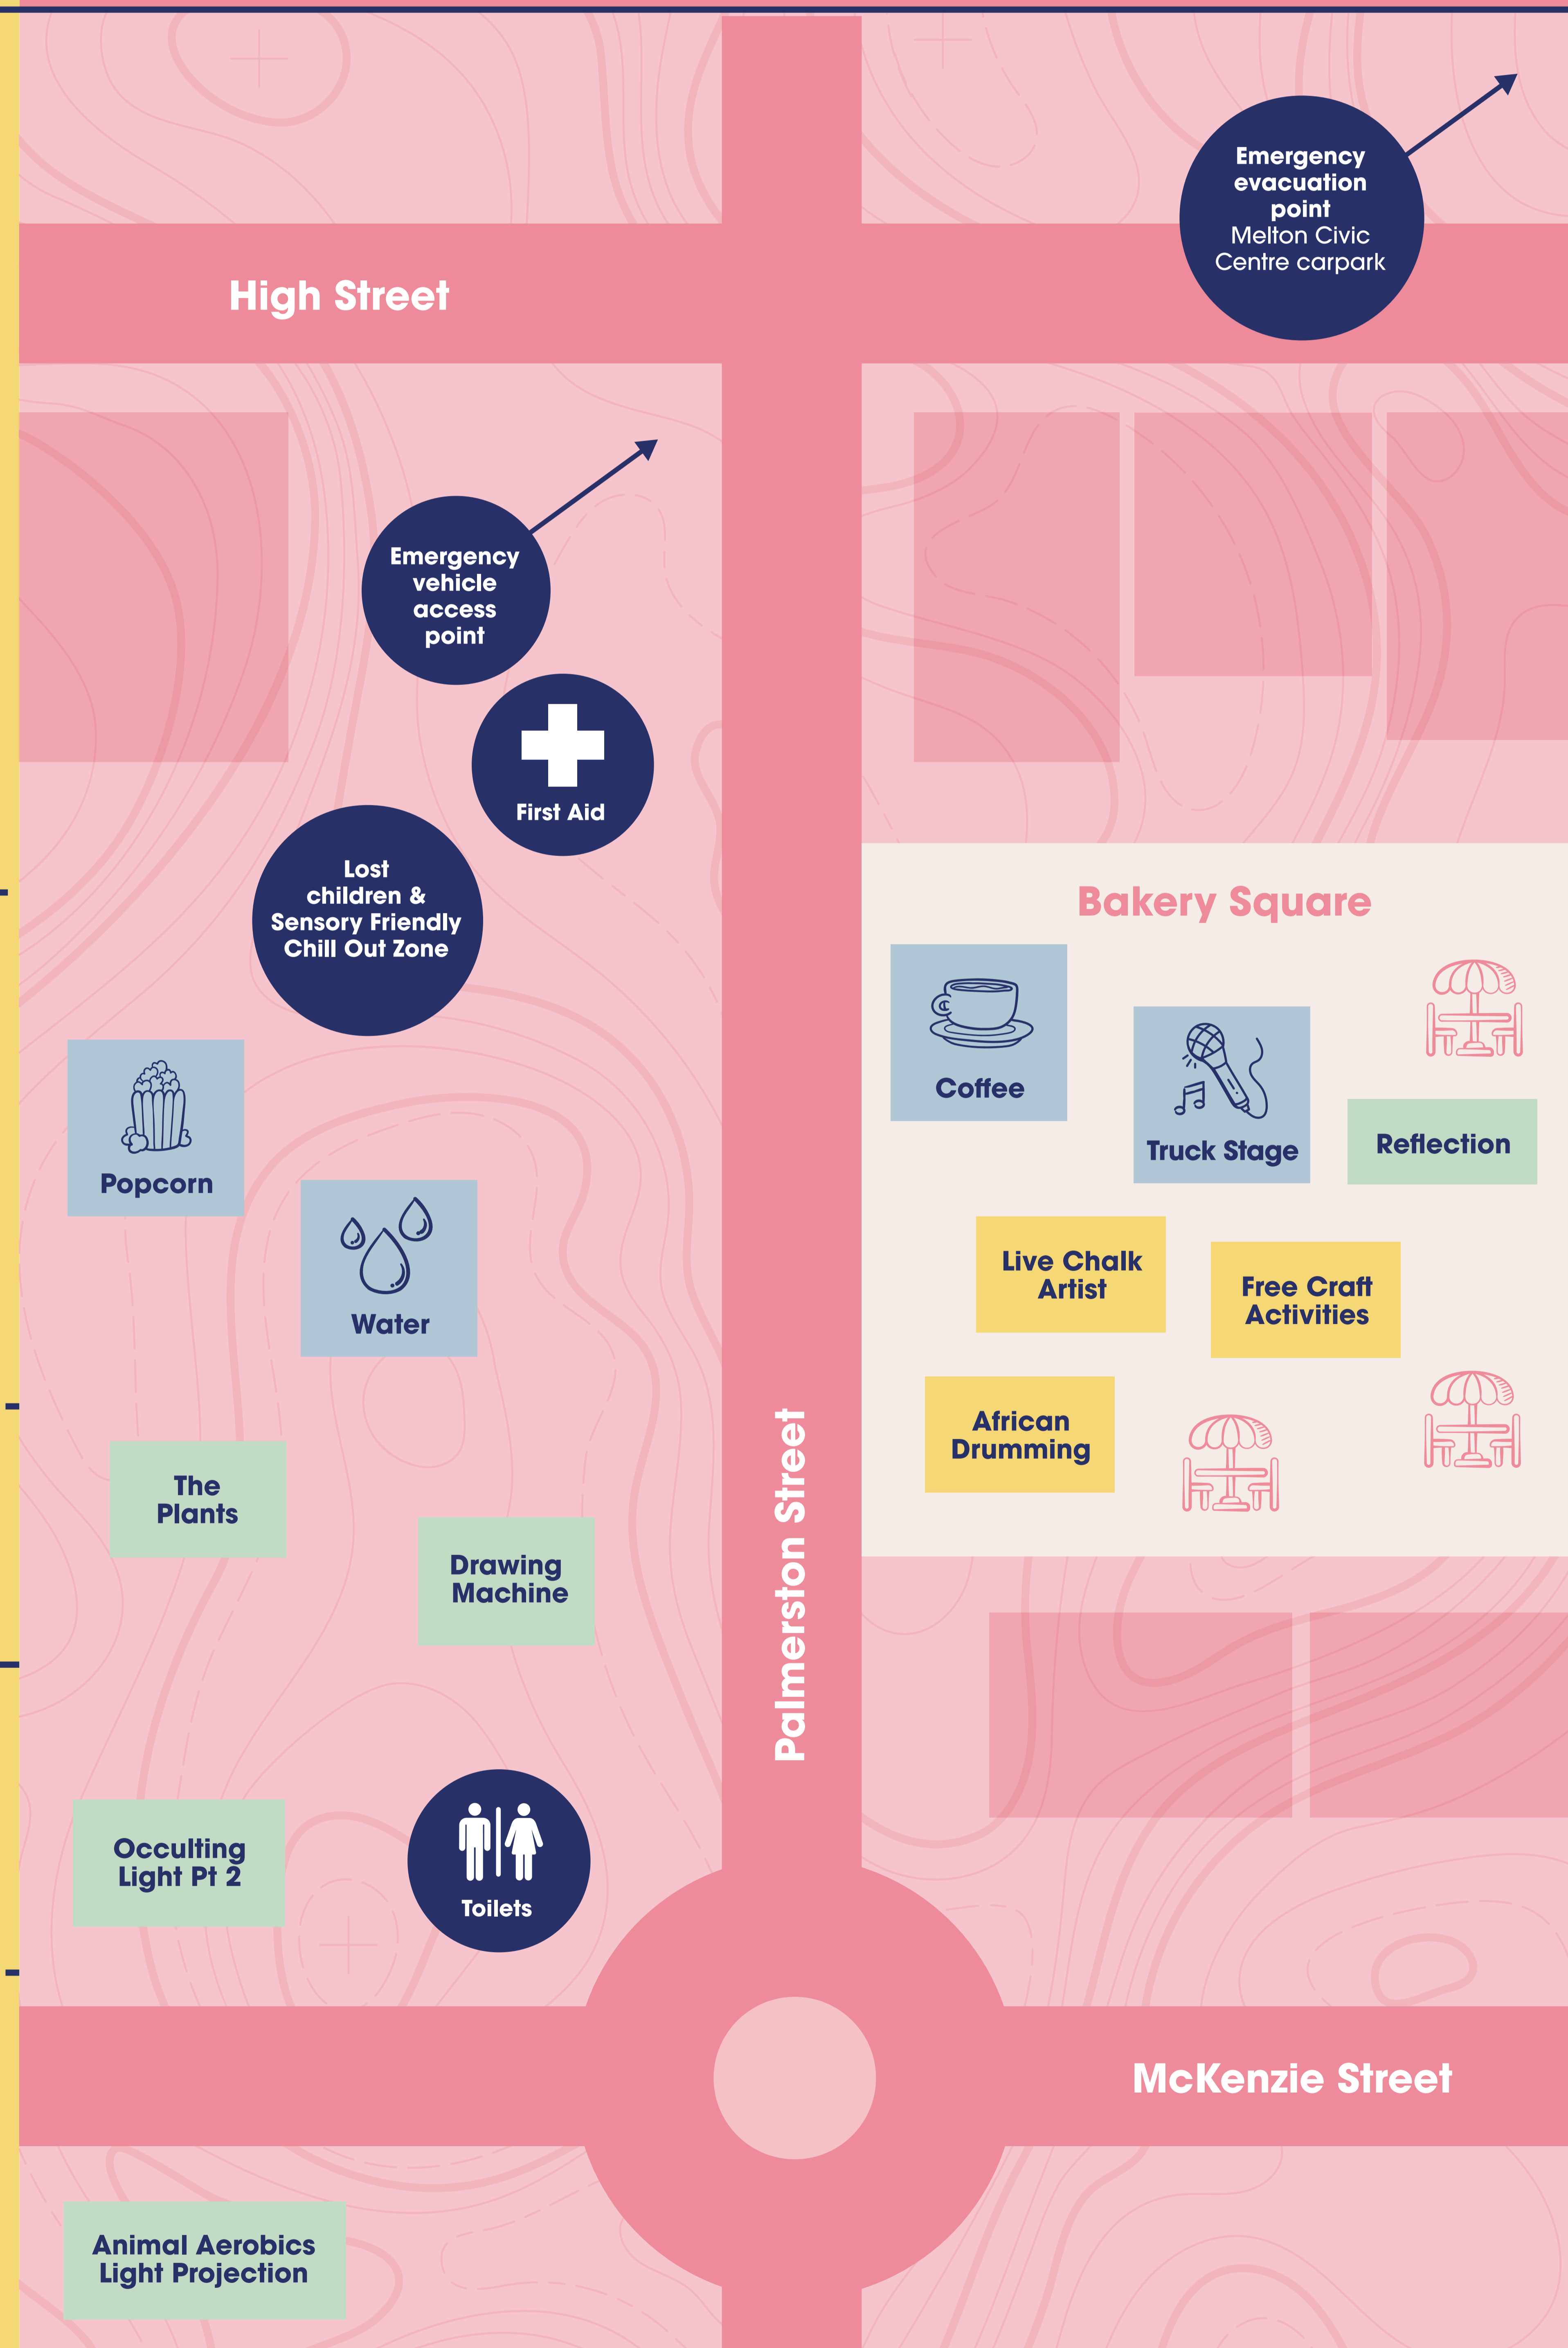 Emergency
evacuation
point
Melton Civic
Centre carpark
High Street
Emergency
vehicle
access
point
First Aid
Lost
children &
Sensory Friendly
Chill Out Zone
Bakery Square
Coffee
Truck Stage
Reflection
Popcorn
Water
Live Chalk
Artist
Free Craft
Activities
African
Drumming
The
Plants
Drawing
Machine
Palmerston Street
Occulting
Light Pt 2
Toilets
McKenzie Street
Animal Aerobics
Light Projection